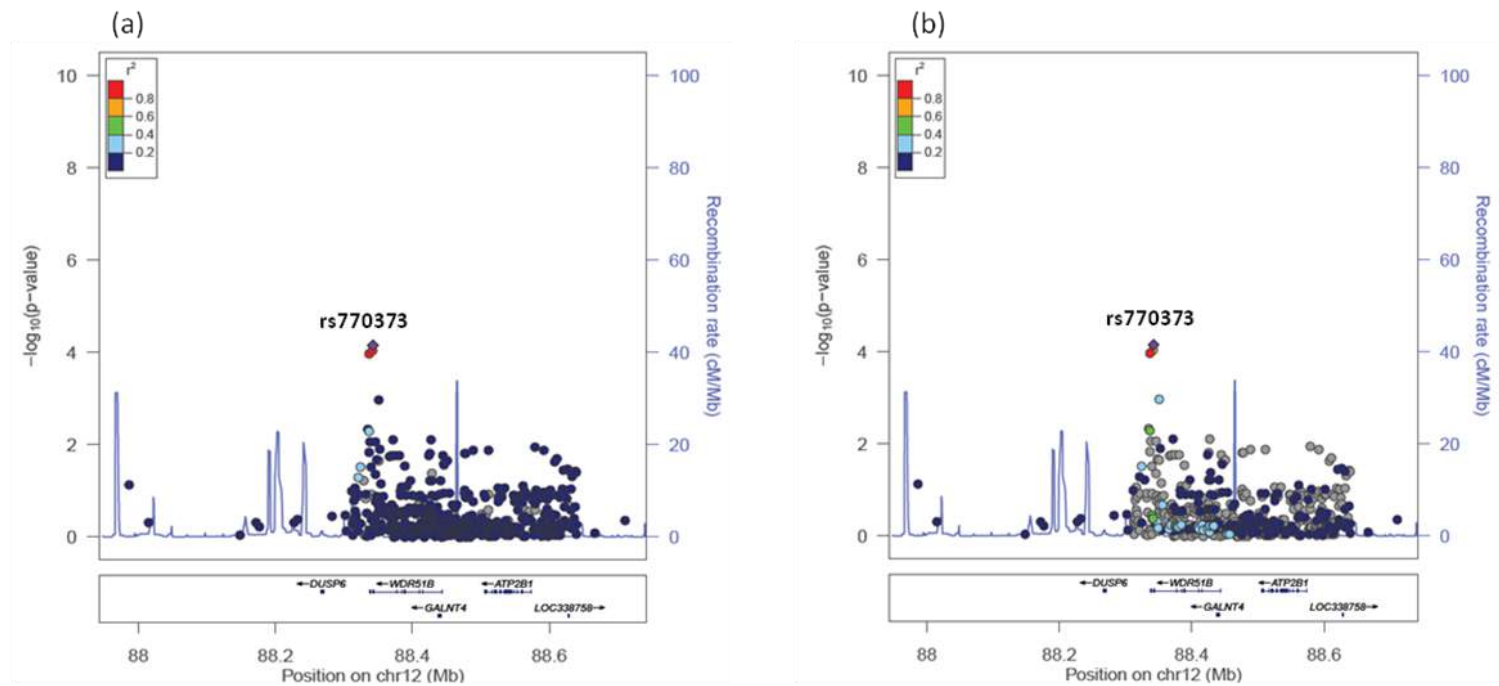 (a)
r2
0.8
0.6
0.4
0.2
10
8
6
4
2
0
100
80
60
40
20
0
−log10(p−value)
Recombination rate (cM/Mb)
rs770373
←DUSP6
←WDR51B
←ATP2B1
←GALNT4
LOC338758→
88
88.2
88.4
88.6
Position on chr12 (Mb)
(b)
r2
0.8
0.6
0.4
0.2
10
8
6
4
2
0
100
80
60
40
20
0
−log10(p−value)
Recombination rate (cM/Mb)
rs770373
←DUSP6
←WDR51B
←ATP2B1
←GALNT4
LOC338758→
88
88.2
88.4
88.6
Position on chr12 (Mb)